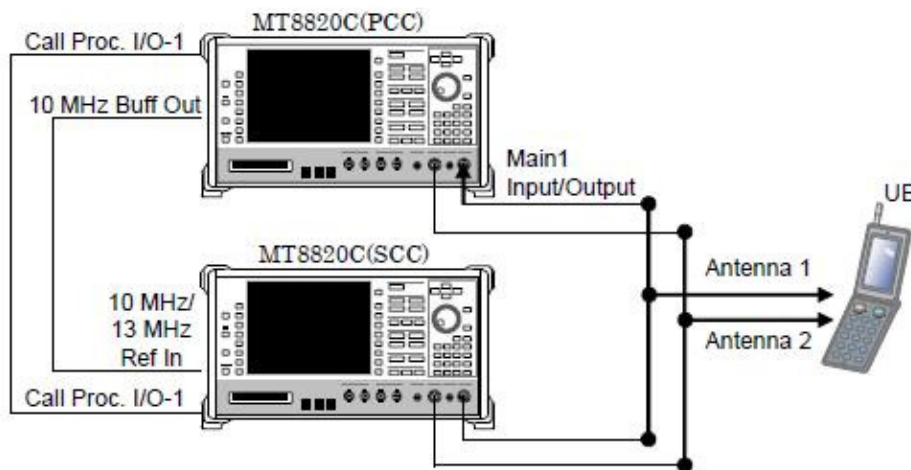 MT8820C(PCC)
Call Proc. I/O-1
10 MHz Buff Out
Main1
Input/Output
UE
MT8820C(SCC)
Antenna 1
10 MHz/
13 MHz
Ref In
Antenna 2
Call Proc. I/O-1